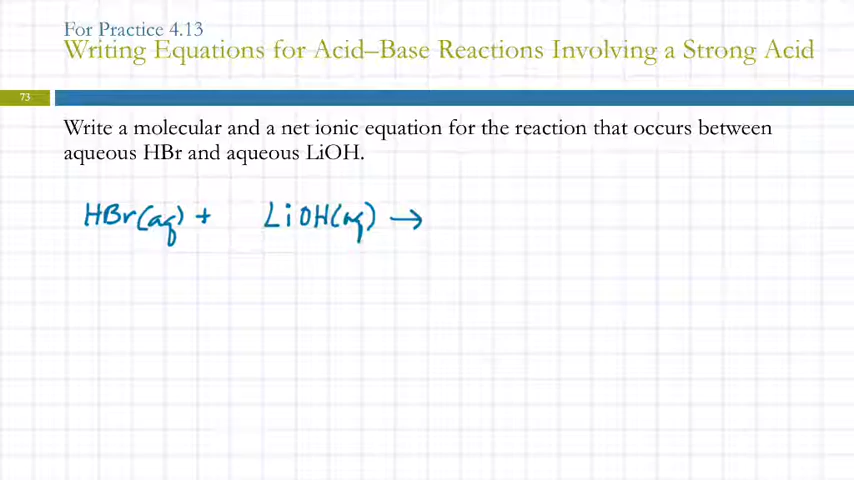 For Practice 4.13
Writing Equations for Acid–Base Reactions Involving a Strong Acid
73
Write a molecular and a net ionic equation for the reaction that occurs between
aqueous HBr and aqueous LiOH.
HBr(aq) + LiOH(aq) →